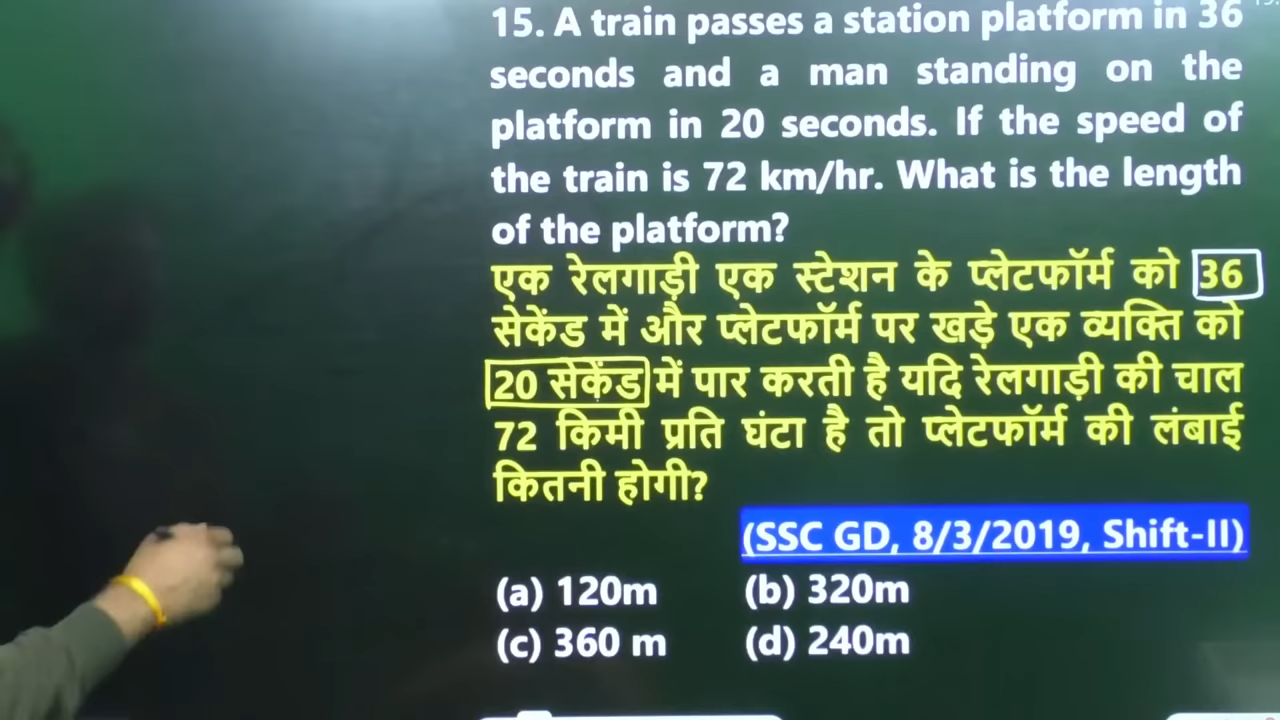 15. A train passes a station platform in 36
seconds and a man standing on the
platform in 20 seconds. If the speed of
the train is 72 km/hr. What is the length
of the platform?
एक रेलगाड़ी एक स्टेशन के प्लेटफॉर्म को 36
सेकेंड में और प्लेटफॉर्म पर खड़े एक व्यक्ति को
20 सेकेंड में पार करती है यदि रेलगाड़ी की चाल
72 किमी प्रति घंटा है तो प्लेटफॉर्म की लंबाई
कितनी होगी?
(SSC GD, 8/3/2019, Shift-II)
(a) 120m (b) 320m
(c) 360 m (d) 240m